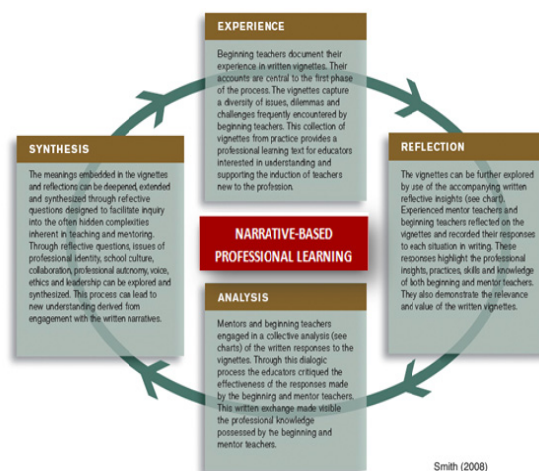 EXPERIENCE
Beginning teachers document their
experience in written vignettes. Their
accounts are central to the first phase
of the process. The vignettes capture
a diversity of issues, dilemmas and
challenges frequently encountered by
beginning teachers. This collection of
vignettes from practice provides a
professional learning text for educators
interested in understanding and
supporting the induction of teachers
new to the profession.
REFLECTION
The vignettes can be further explored
by use of the accompanying written
reflective insights (see chart).
Experienced mentor teachers and
beginning teachers reflected on the
vignettes and recorded their responses
to each situation in writing. These
responses highlight the professional
insights, practices, skills and knowledge
of both beginning and mentor teachers.
They also demonstrate the relevance
and value of the written vignettes.
NARRATIVE-BASED
PROFESSIONAL LEARNING
ANALYSIS
Mentors and beginning teachers
engaged in a collective analysis (see
charts) of the written responses to the
vignettes. Through this dialogic
process the educators critiqued the
effectiveness of the responses made
by the beginning and mentor teachers.
This written exchange made visible
the professional knowledge
possessed by the beginning and
mentor teachers.
SYNTHESIS
The meanings embedded in the vignettes
and reflections can be deepened, extended
and synthesized through reflective
questions designed to facilitate inquiry
into the often hidden complexities
inherent in teaching and mentoring.
Through reflective questions, issues of
professional identity, school culture,
collaboration, professional autonomy, voice,
ethics and leadership can be explored and
synthesized. This process can lead to
new understanding derived from
engagement with the written narratives.
Smith (2008)